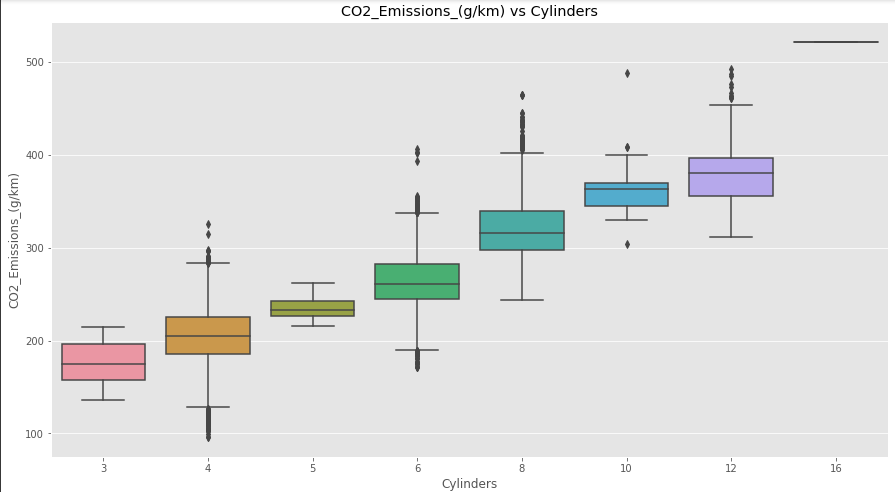 CO2_Emissions_(g/km) vs Cylinders
CO2_Emissions_(g/km)
500
400
300
200
100
3 4 5 6 8 10 12 16
Cylinders